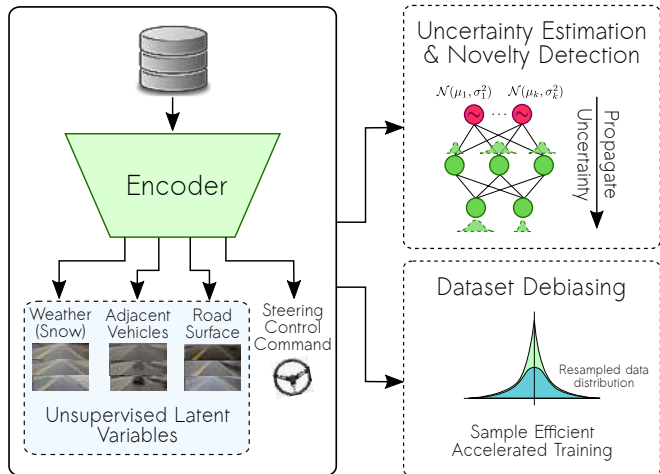 Encoder
Weather
(Snow)
Adjacent
Vehicles
Road
Surface
Steering
Control
Command
Unsupervised Latent
Variables
Uncertainty Estimation
& Novelty Detection
𝒩(μ₁, σ₁²) ... 𝒩(μₖ, σₖ²)
Propagate
Uncertainty
Dataset Debiasing
Resampled data
distribution
Sample Efficient
Accelerated Training